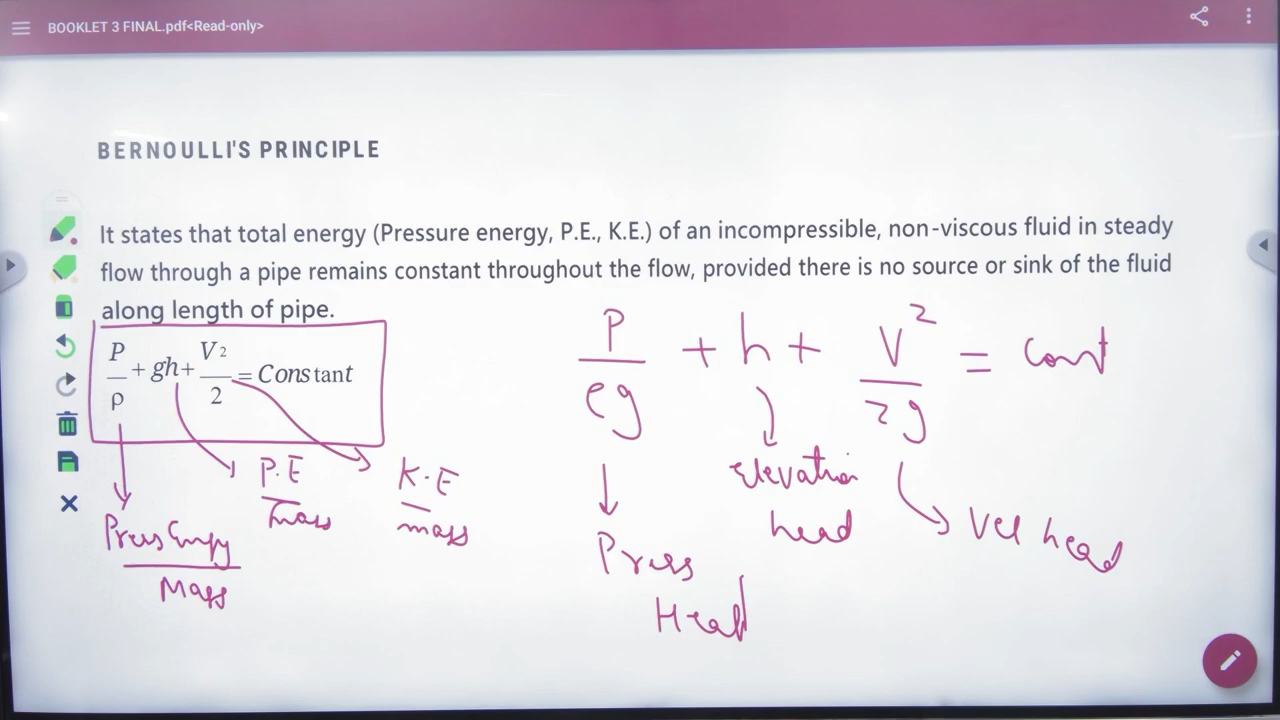 BOOKLET 3 FINAL.pdf<Read-only>
BERNOULLI'S PRINCIPLE
It states that total energy (Pressure energy, P.E., K.E.) of an incompressible, non-viscous fluid in steady
flow through a pipe remains constant throughout the flow, provided there is no source or sink of the fluid
along length of pipe.
P/ρ + gh + V2/2 = Constant
P/ρg + h + V²/2g = Const
P.E/mass
K.E/mass
Press Energy/Mass
Elevation
head
Vel head
Press
Head